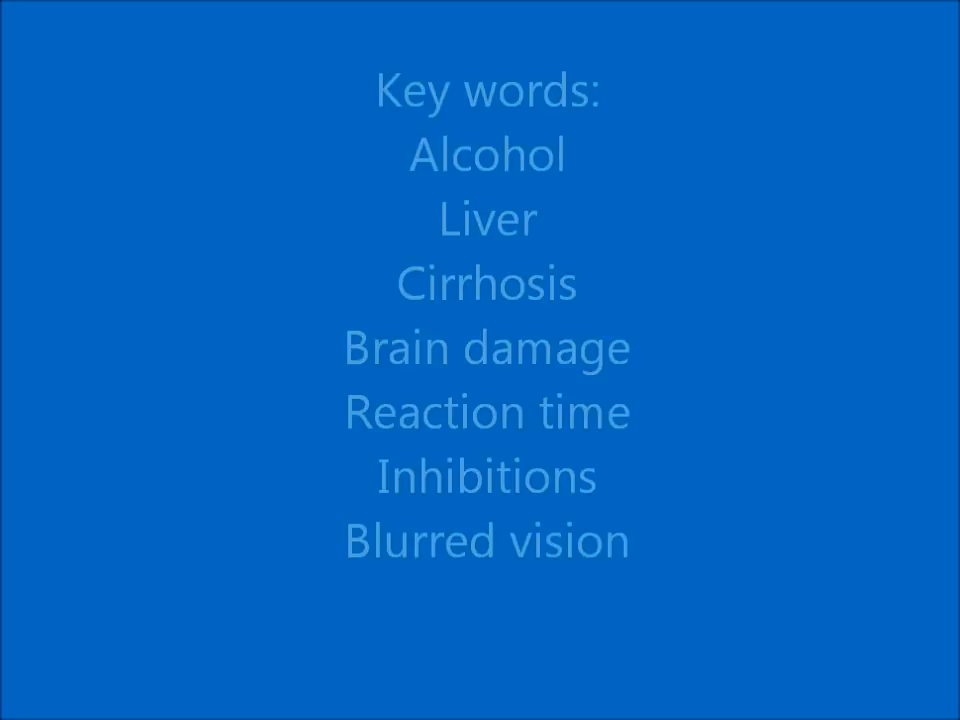 Key words:
Alcohol
Liver
Cirrhosis
Brain damage
Reaction time
Inhibitions
Blurred vision